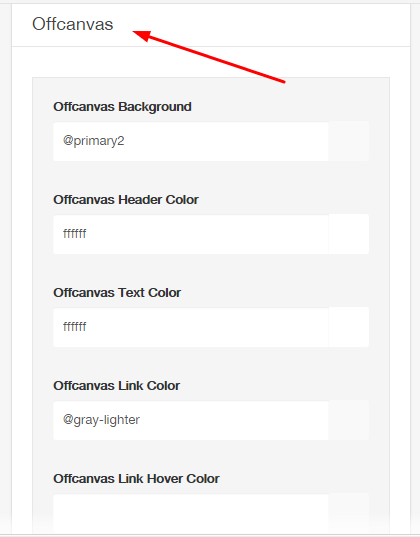 Offcanvas
Offcanvas Background
@primary2
Offcanvas Header Color
ffffff
Offcanvas Text Color
ffffff
Offcanvas Link Color
@gray-lighter
Offcanvas Link Hover Color